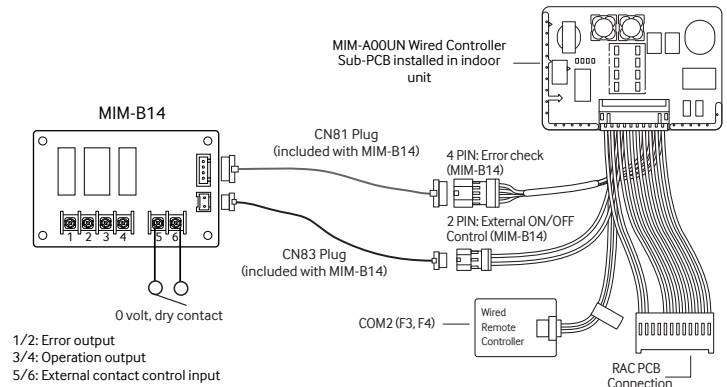 MIM-A00UN Wired Controller
Sub-PCB installed in indoor
unit
MIM-B14
CN81 Plug
(included with MIM-B14)
4 PIN: Error check
(MIM-B14)
2 PIN: External ON/OFF
Control (MIM-B14)
1 2 3 4 5 6
CN83 Plug
(included with MIM-B14)
0 volt, dry contact
COM2 (F3, F4)
Wired
Remote
Controller
1/2: Error output
3/4: Operation output
5/6: External contact control input
RAC PCB
Connection